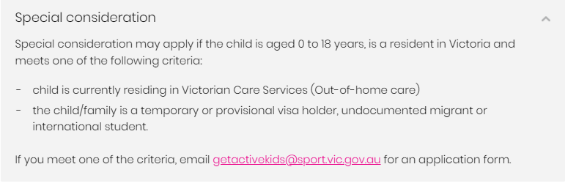 Special consideration
Special consideration may apply if the child is aged 0 to 18 years, is a resident in Victoria and
meets one of the following criteria:
- child is currently residing in Victorian Care Services (Out-of-home care)
- the child/family is a temporary or provisional visa holder, undocumented migrant or
international student.
If you meet one of the criteria, email getactivekids@sport.vic.gov.au for an application form.